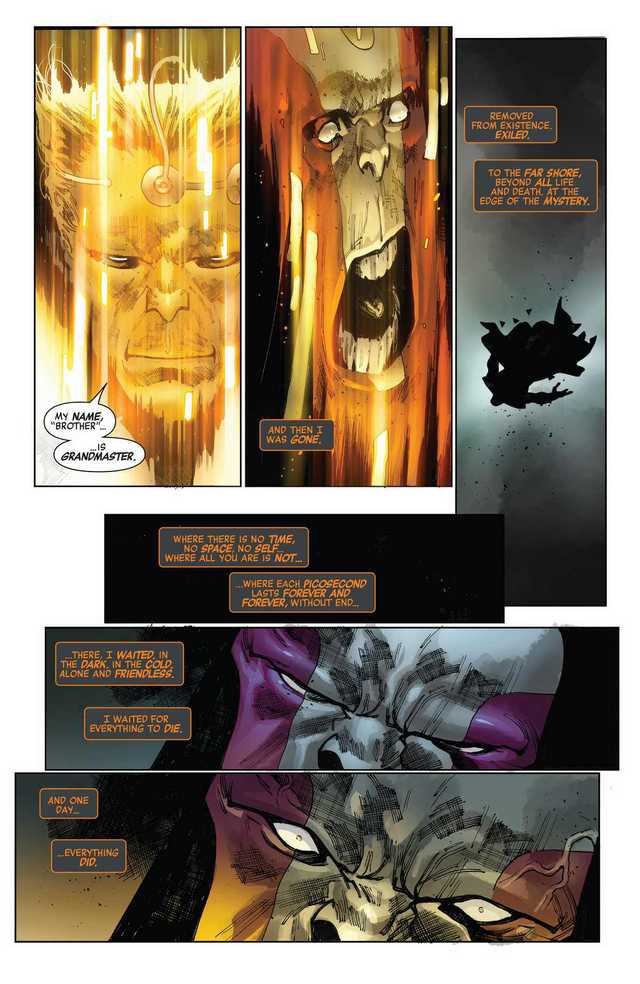 MY NAME,
"BROTHER"...
...IS
GRANDMASTER.
AND THEN I
WAS GONE.
REMOVED
FROM EXISTENCE.
EXILED.
TO THE FAR SHORE,
BEYOND ALL LIFE
AND DEATH, AT THE
EDGE OF THE MYSTERY.
WHERE THERE IS NO TIME,
NO SPACE, NO SELF...
WHERE ALL YOU ARE IS NOT...
...WHERE EACH PICOSECOND
LASTS FOREVER AND
FOREVER, WITHOUT END...
...THERE, I WAITED, IN
THE DARK, IN THE COLD,
ALONE AND FRIENDLESS.
I WAITED FOR
EVERYTHING TO DIE.
AND ONE
DAY...
...EVERYTHING
DID.